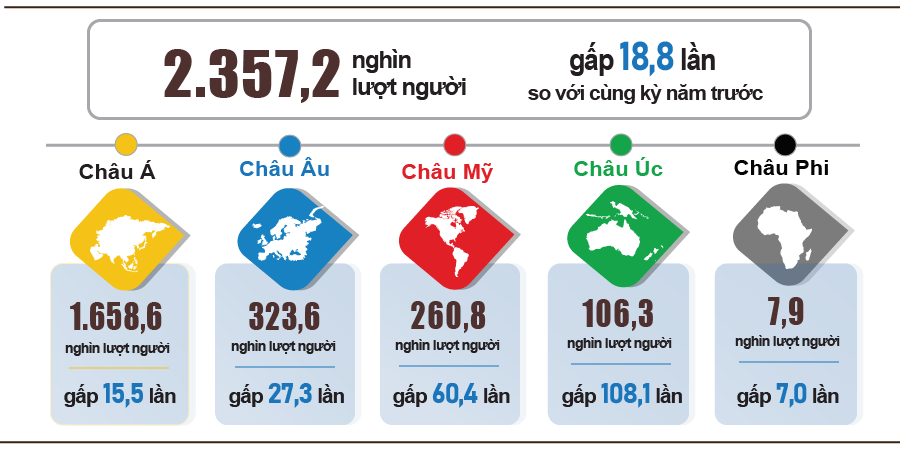 2.357,2 nghìn
lượt người
gấp 18,8 lần
so với cùng kỳ năm trước
Châu Á
Châu Âu
Châu Mỹ
Châu Úc
Châu Phi
1.658,6
nghìn lượt người
gấp 15,5 lần
323,6
nghìn lượt người
gấp 27,3 lần
260,8
nghìn lượt người
gấp 60,4 lần
106,3
nghìn lượt người
gấp 108,1 lần
7,9
nghìn lượt người
gấp 7,0 lần